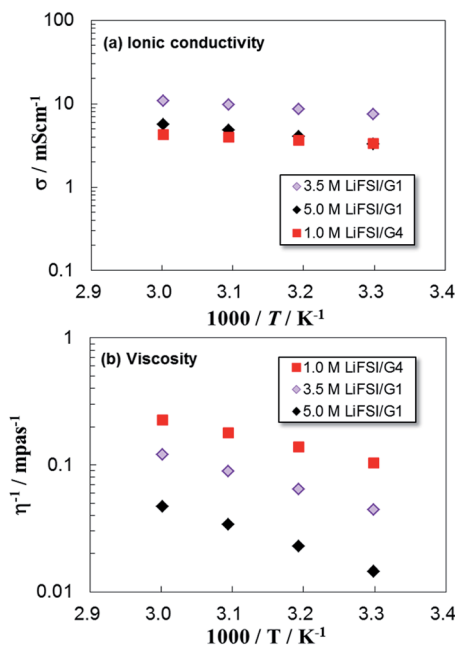 (a) Ionic conductivity
100
10
1
0.1
σ / mScm⁻¹
3.5 M LiFSI/G1
5.0 M LiFSI/G1
1.0 M LiFSI/G4
2.9 3.0 3.1 3.2 3.3 3.4
1000 / T / K⁻¹
(b) Viscosity
1
0.1
0.01
η⁻¹ / mpas⁻¹
1.0 M LiFSI/G4
3.5 M LiFSI/G1
5.0 M LiFSI/G1
2.9 3.0 3.1 3.2 3.3 3.4
1000 / T / K⁻¹